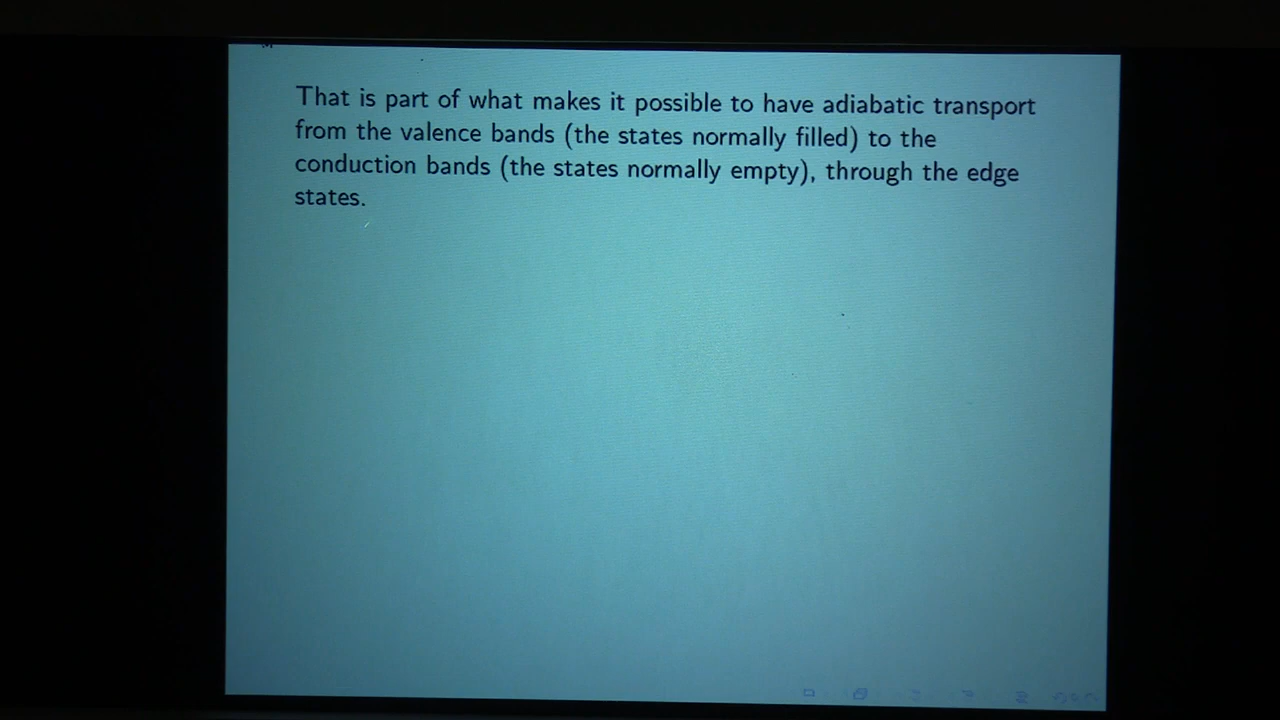 That is part of what makes it possible to have adiabatic transport
from the valence bands (the states normally filled) to the
conduction bands (the states normally empty), through the edge
states.